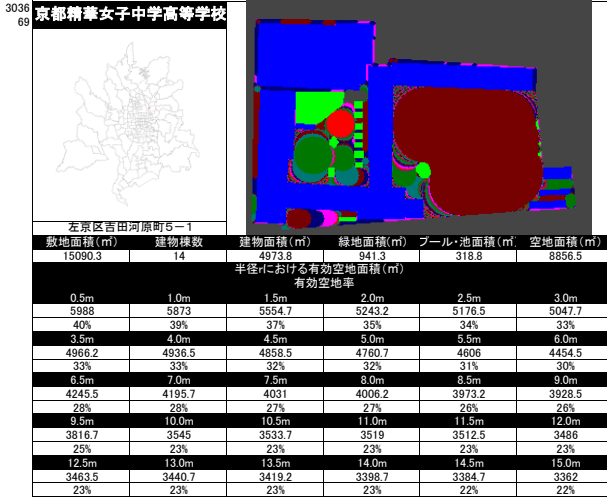 3036
69
京都精華女子中学高等学校
左京区吉田河原町５－１
敷地面積(㎡) 建物棟数 建物面積(㎡) 緑地面積(㎡) プール・池面積(㎡) 空地面積(㎡)
15090.3 14 4973.8 941.3 318.8 8856.5
半径rにおける有効空地面積(㎡)
有効空地率
0.5m 1.0m 1.5m 2.0m 2.5m 3.0m
5988 5873 5554.7 5243.2 5176.5 5047.7
40% 39% 37% 35% 34% 33%
3.5m 4.0m 4.5m 5.0m 5.5m 6.0m
4966.2 4936.5 4858.5 4760.7 4606 4454.5
33% 33% 32% 32% 31% 30%
6.5m 7.0m 7.5m 8.0m 8.5m 9.0m
4245.5 4195.7 4031 4006.2 3973.2 3928.5
28% 28% 27% 27% 26% 26%
9.5m 10.0m 10.5m 11.0m 11.5m 12.0m
3816.7 3545 3533.7 3519 3512.5 3486
25% 23% 23% 23% 23% 23%
12.5m 13.0m 13.5m 14.0m 14.5m 15.0m
3463.5 3440.7 3419.2 3398.7 3384.7 3362
23% 23% 23% 23% 22% 22%